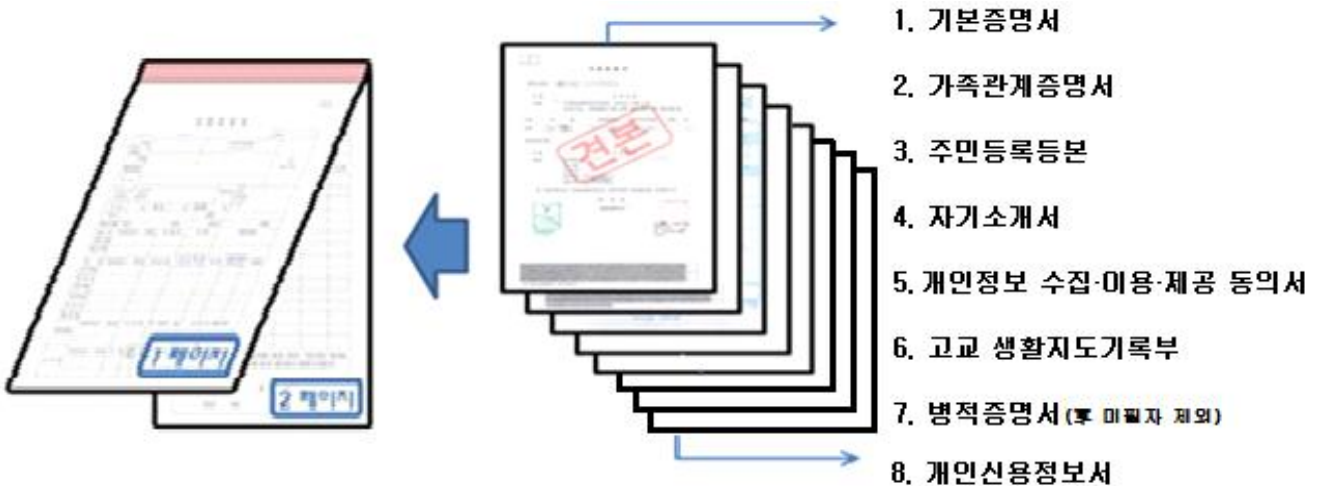 1. 기본증명서
2. 가족관계증명서
3. 주민등록등본
4. 자기소개서
5. 개인정보 수집·이용·제공 동의서
6. 고교 생활지도기록부
7. 병적증명서(軍 미필자 제외)
8. 개인신용정보서
견본
1 페이지
2 페이지